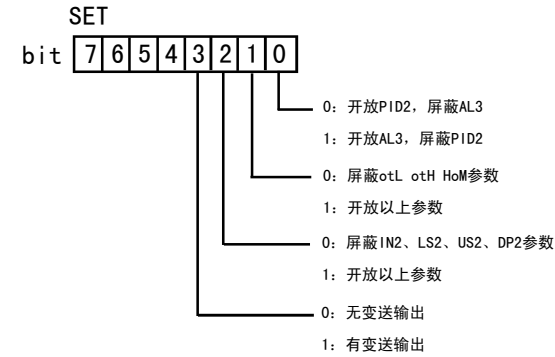 SET
bit 7 6 5 4 3 2 1 0
0: 开放PID2，屏蔽AL3
1: 开放AL3，屏蔽PID2
0: 屏蔽otL otH HoM参数
1: 开放以上参数
0: 屏蔽IN2、LS2、US2、DP2参数
1: 开放以上参数
0: 无变送输出
1: 有变送输出